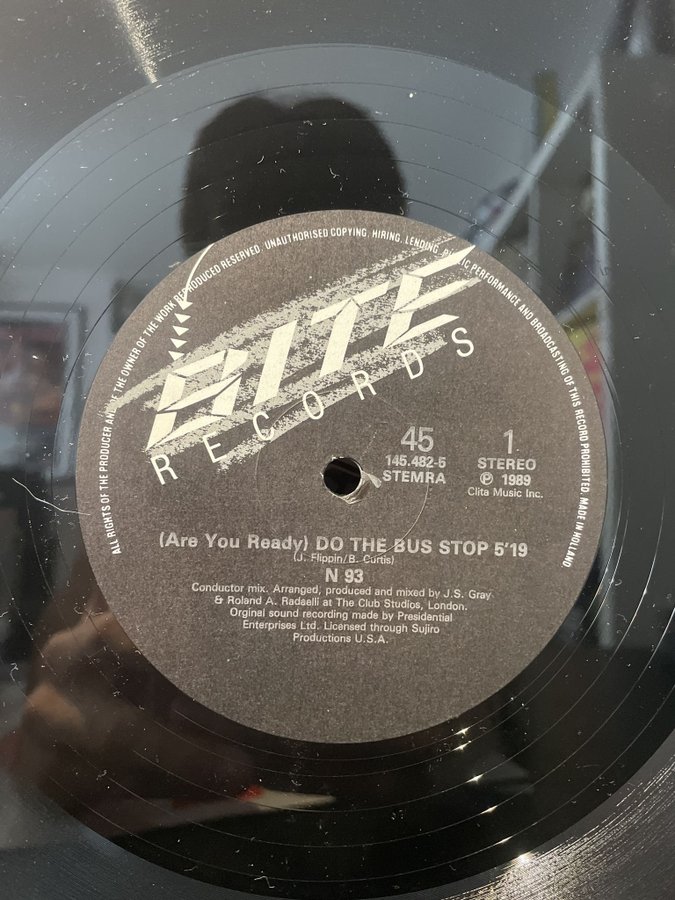 ALL RIGHTS OF THE PRODUCER AND OF THE OWNER OF THE WORK REPRODUCED RESERVED. UNAUTHORISED COPYING, HIRING, LENDING, PERFORMANCE AND BROADCASTING OF THIS RECORD PROHIBITED. MADE IN HOLLAND
BITE
RECORDS
45
145.482-5
STEMRA
1
STEREO
Ⓟ 1989
Clita Music Inc.
(Are You Ready) DO THE BUS STOP 5'19
(J. Flippin/B. Curtis)
N 93
Conductor mix. Arranged, produced and mixed by J.S. Gray
& Roland A. Radaelli at The Club Studios, London.
Orginal sound recording made by Presidential
Enterprises Ltd. Licensed through Sujiro
Productions U.S.A.